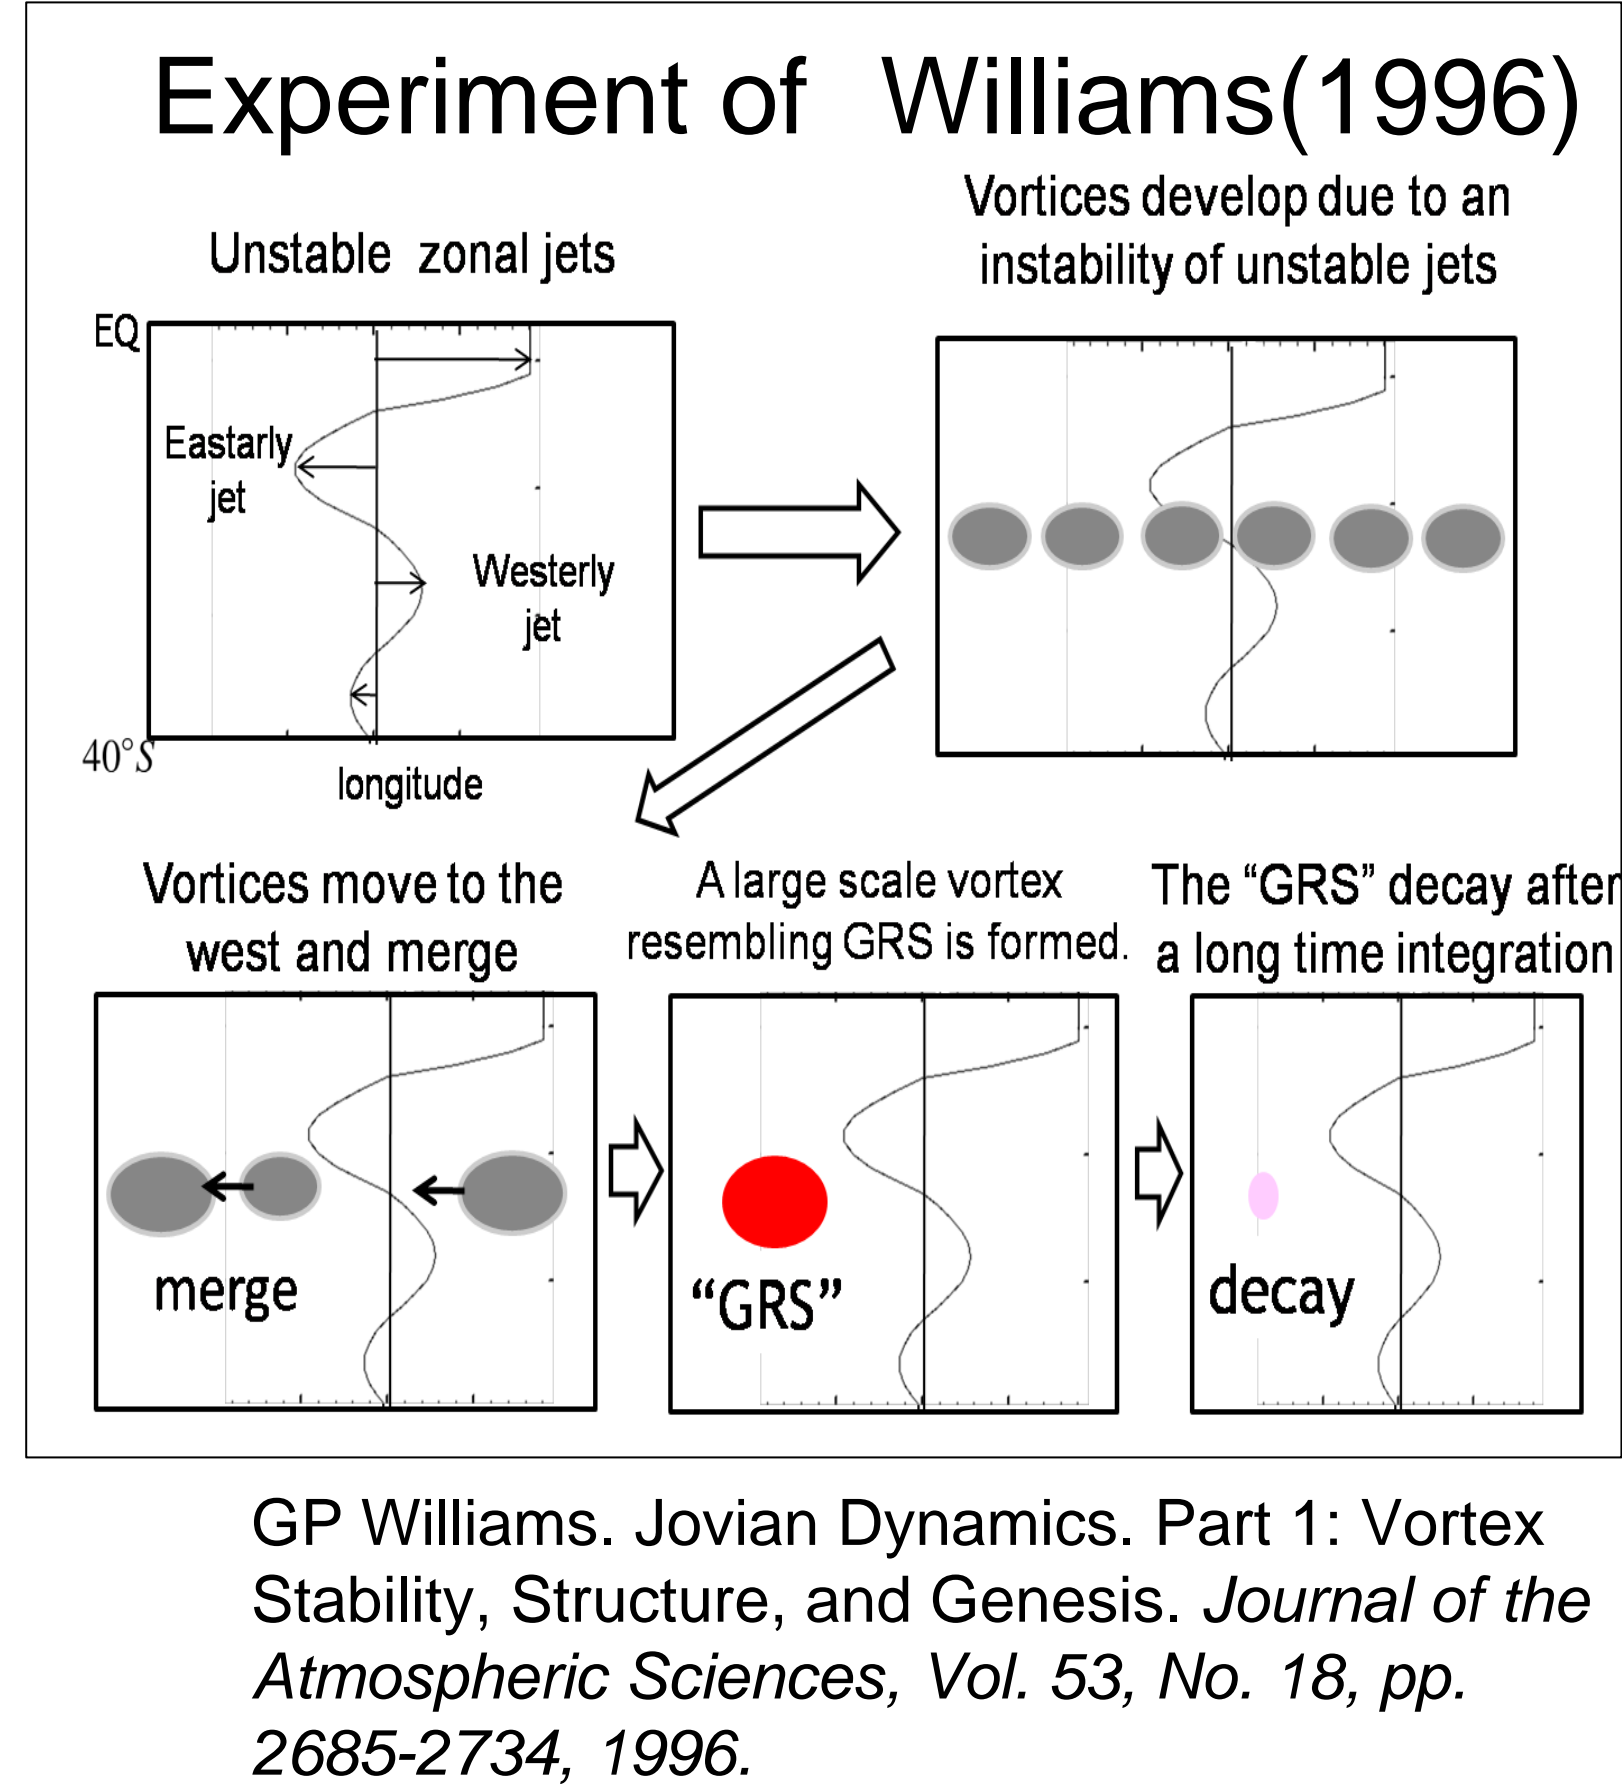 Experiment of Williams(1996)
Unstable zonal jets
EQ
Eastarly
jet
Westerly
jet
40°S
longitude
Vortices develop due to an
instability of unstable jets
Vortices move to the
west and merge
merge
A large scale vortex
resembling GRS is formed.
“GRS”
The “GRS” decay after
a long time integration
decay
GP Williams. Jovian Dynamics. Part 1: Vortex
Stability, Structure, and Genesis. Journal of the
Atmospheric Sciences, Vol. 53, No. 18, pp.
2685-2734, 1996.